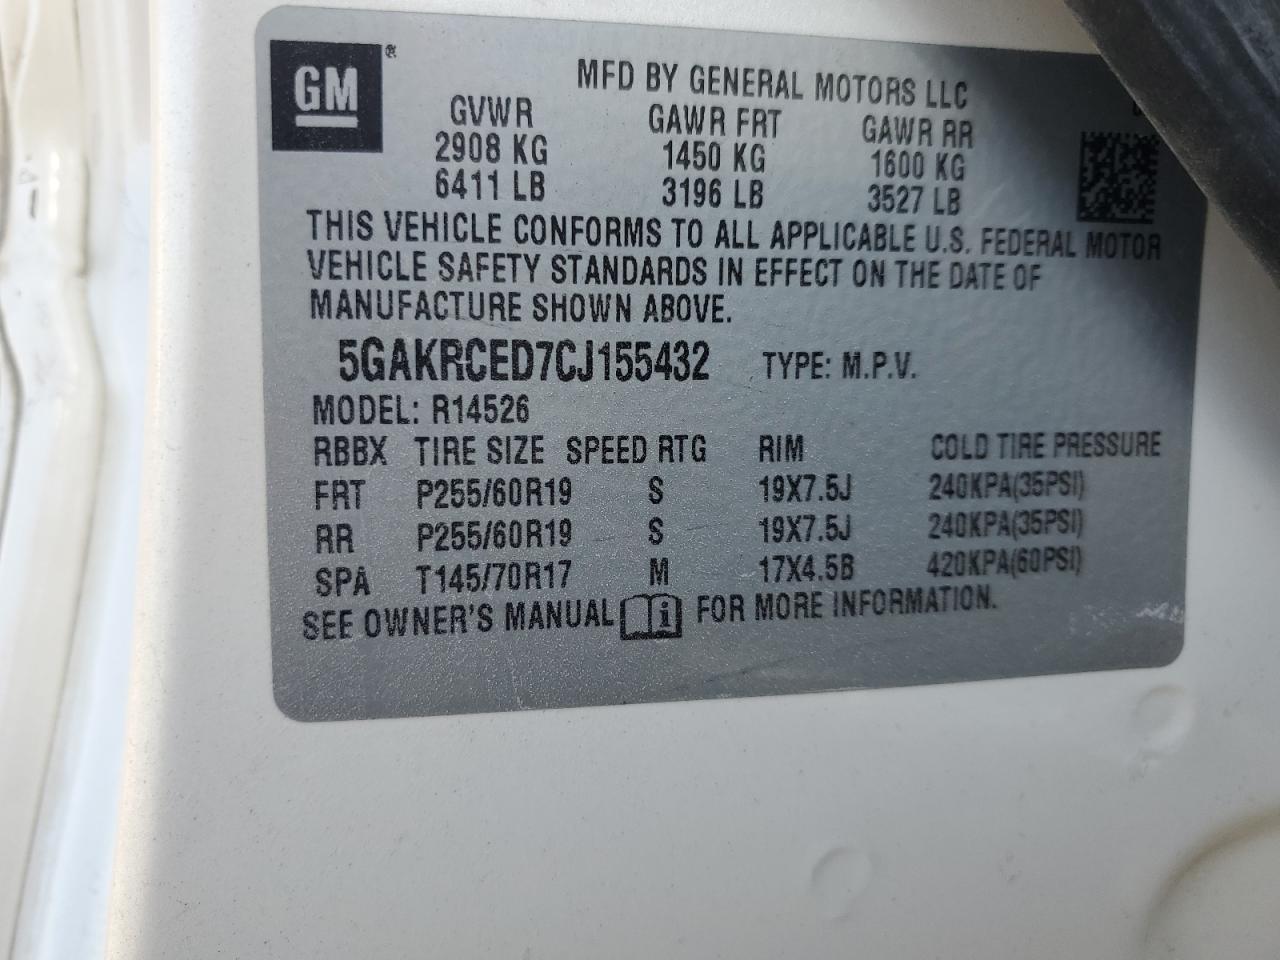 GM ®
MFD BY GENERAL MOTORS LLC
GVWR GAWR FRT GAWR RR
2908 KG 1450 KG 1600 KG
6411 LB 3196 LB 3527 LB
THIS VEHICLE CONFORMS TO ALL APPLICABLE U.S. FEDERAL MOTOR
VEHICLE SAFETY STANDARDS IN EFFECT ON THE DATE OF
MANUFACTURE SHOWN ABOVE.
5GAKRCED7CJ155432 TYPE: M.P.V.
MODEL: R14526
RBBX TIRE SIZE SPEED RTG RIM COLD TIRE PRESSURE
FRT P255/60R19 S 19X7.5J 240KPA(35PSI)
RR P255/60R19 S 19X7.5J 240KPA(35PSI)
SPA T145/70R17 M 17X4.5B 420KPA(60PSI)
SEE OWNER'S MANUAL i FOR MORE INFORMATION.